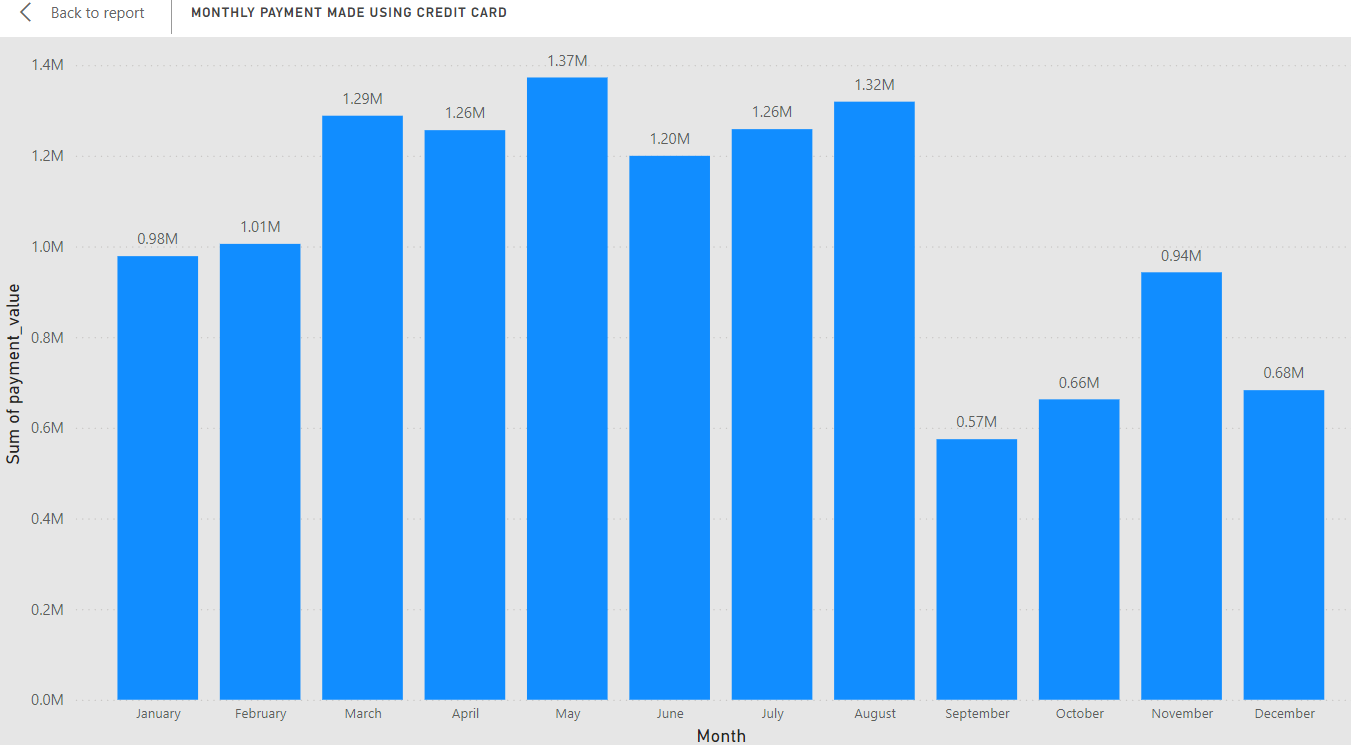 Back to report
MONTHLY PAYMENT MADE USING CREDIT CARD
Sum of payment_value
1.4M
1.2M
1.0M
0.8M
0.6M
0.4M
0.2M
0.0M
0.98M
1.01M
1.29M
1.26M
1.37M
1.20M
1.26M
1.32M
0.57M
0.66M
0.94M
0.68M
January
February
March
April
May
June
July
August
September
October
November
December
Month